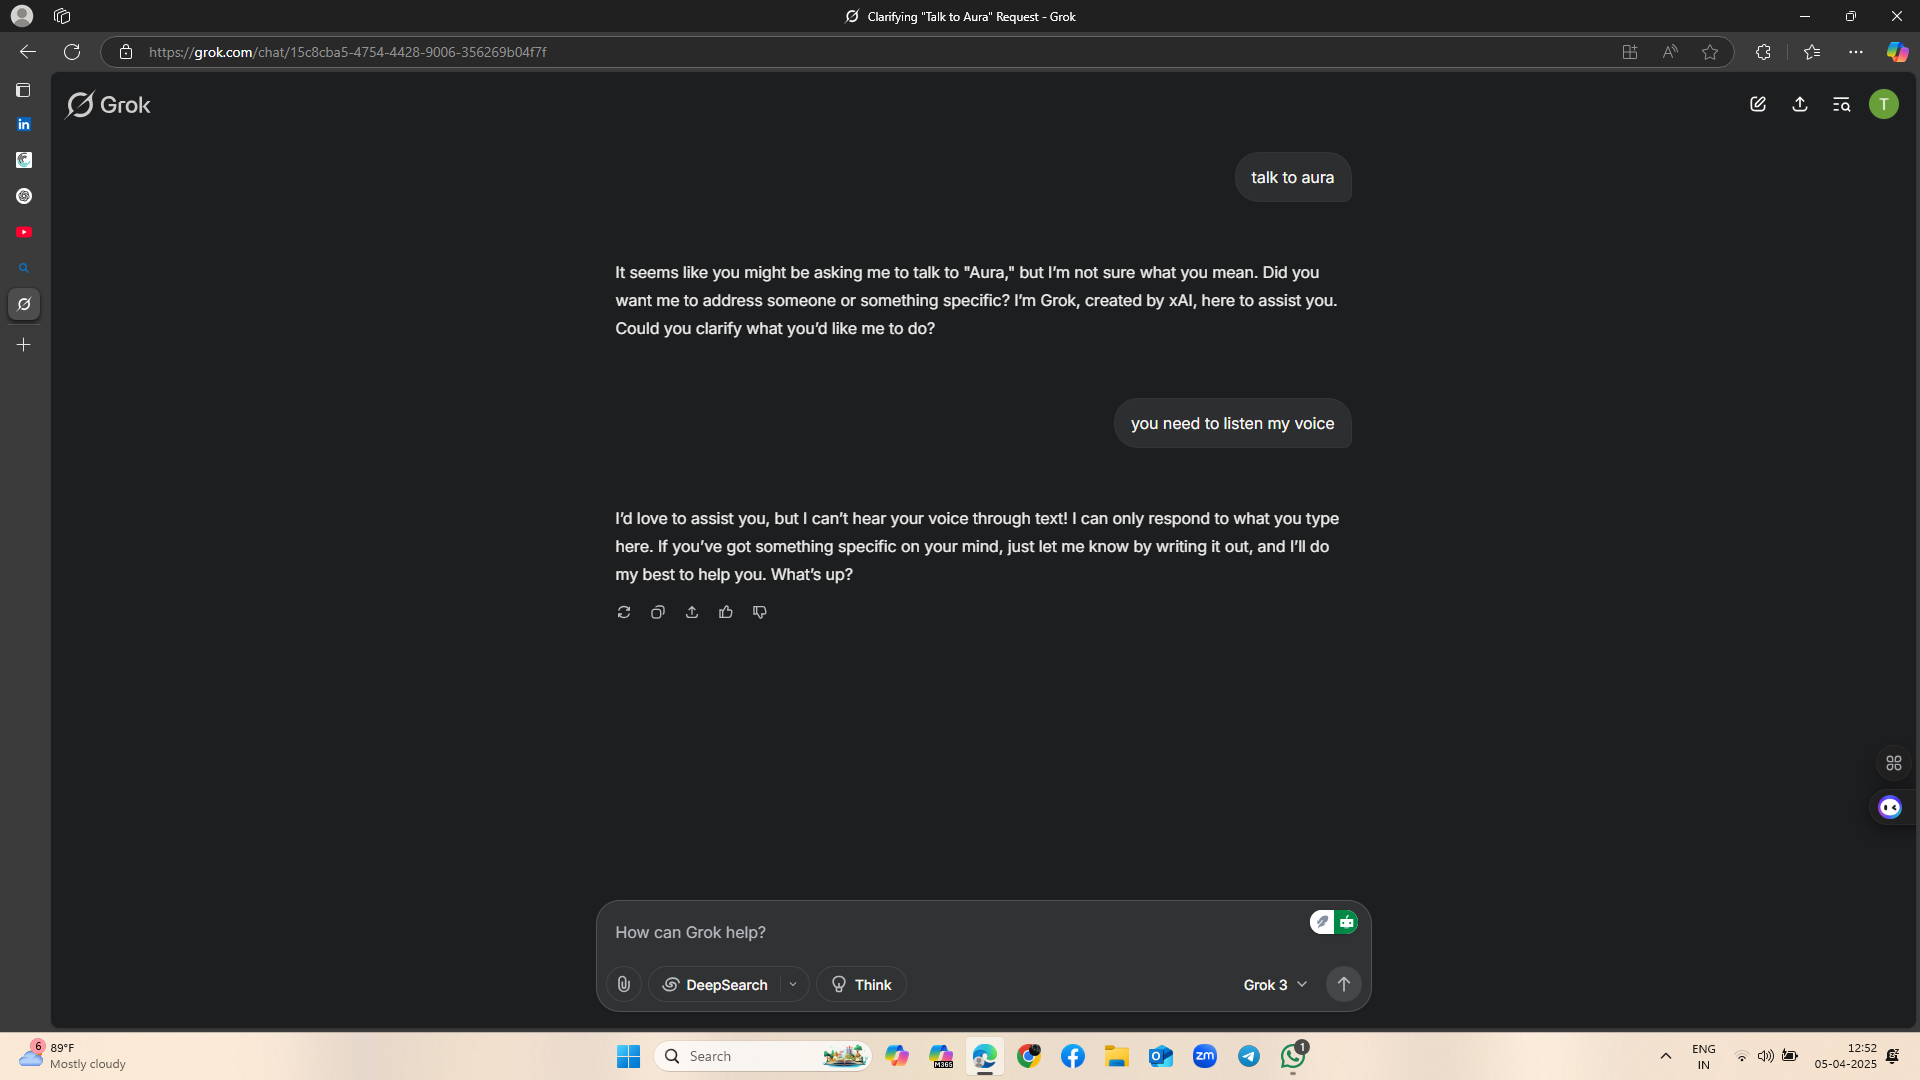 Clarifying "Talk to Aura" Request - Grok
https://grok.com/chat/15c8cba5-4754-4428-9006-356269b04f7f
Grok
T
talk to aura
It seems like you might be asking me to talk to "Aura," but I'm not sure what you mean. Did you
want me to address someone or something specific? I'm Grok, created by xAI, here to assist you.
Could you clarify what you'd like me to do?
you need to listen my voice
I'd love to assist you, but I can't hear your voice through text! I can only respond to what you type
here. If you've got something specific on your mind, just let me know by writing it out, and I'll do
my best to help you. What's up?
How can Grok help?
DeepSearch
Think
Grok 3
6
89°F
Mostly cloudy
Search
M365
zm
1
ENG
IN
12:52
05-04-2025